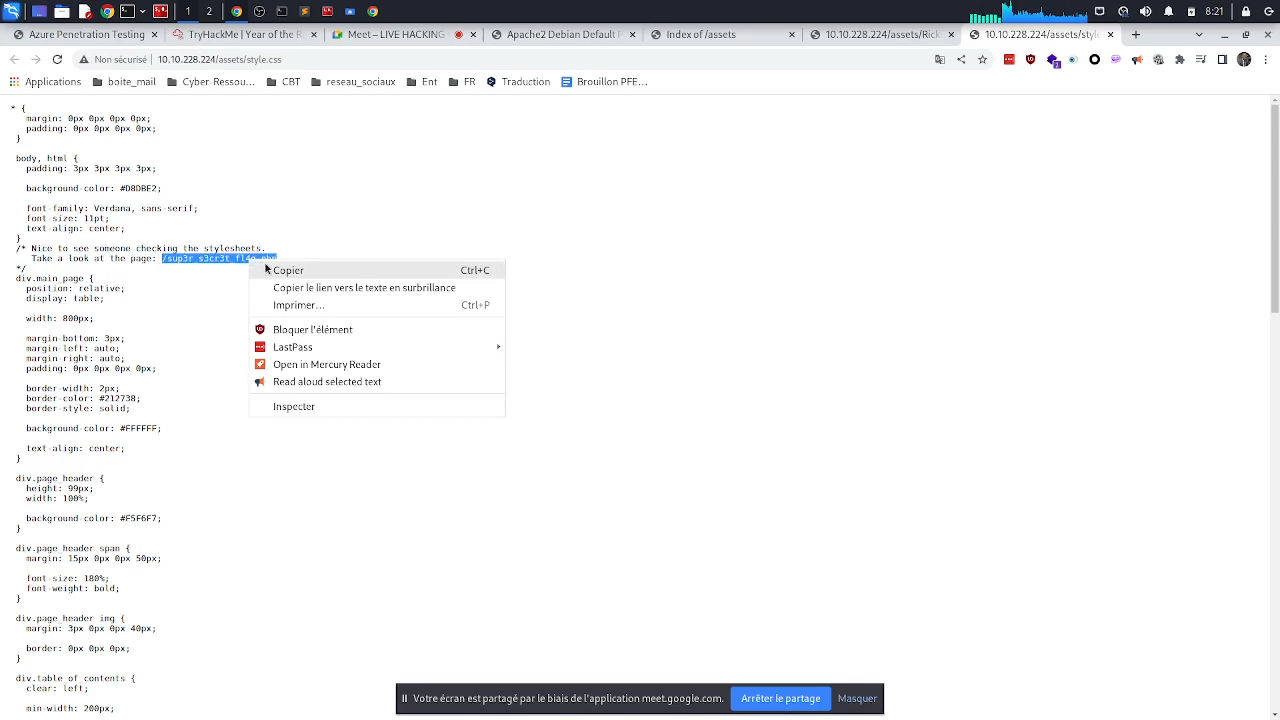 1
2
8:21
Azure Penetration Testing
TryHackMe | Year of the
Meet – LIVE HACKING
Apache2 Debian Default P
Index of /assets
10.10.228.224/assets/Rick
10.10.228.224/assets/style
Non sécurisé
10.10.228.224/assets/style.css
Applications
boite_mail
Cyber-Ressou...
CBT
reseau_sociaux
Ent
FR
Traduction
Brouillon PFE...
* {
margin: 0px 0px 0px 0px;
padding: 0px 0px 0px 0px;
}
body, html {
padding: 3px 3px 3px 3px;
background-color: #D8DBE2;
font-family: Verdana, sans-serif;
font-size: 11pt;
text-align: center;
}
/* Nice to see someone checking the stylesheets.
Take a look at the page: /sup3r_s3cr3t_fl4g.php
*/
div.main_page {
position: relative;
display: table;
width: 800px;
margin-bottom: 3px;
margin-left: auto;
margin-right: auto;
padding: 0px 0px 0px 0px;
border-width: 2px;
border-color: #212738;
border-style: solid;
background-color: #FFFFFF;
text-align: center;
}
div.page_header {
height: 99px;
width: 100%;
background-color: #F5F6F7;
}
div.page_header span {
margin: 15px 0px 0px 50px;
font-size: 180%;
font-weight: bold;
}
div.page_header img {
margin: 3px 0px 0px 40px;
border: 0px 0px 0px;
}
div.table_of_contents {
clear: left;
min-width: 200px;
Copier Ctrl+C
Copier le lien vers le texte en surbrillance
Imprimer... Ctrl+P
Bloquer l'élément
LastPass
Open in Mercury Reader
Read aloud selected text
Inspecter
Votre écran est partagé par le biais de l'application meet.google.com.
Arrêter le partage
Masquer